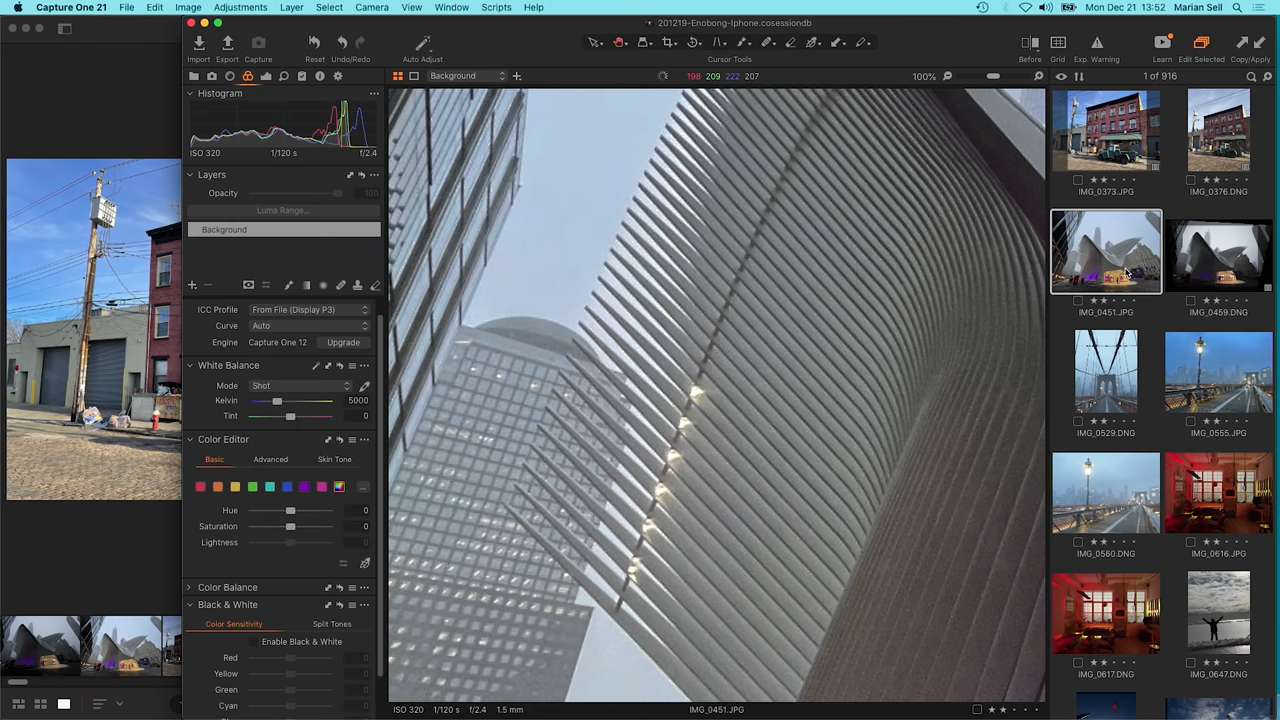 Capture One 21 File Edit Image Adjustments Layer Select Camera View Window Scripts Help Mon Dec 21 13:52 Marian Sell
201219-Enobong-Iphone.cosessiondb
Import Export Capture Reset Undo/Redo Auto Adjust Cursor Tools Before Grid Exp. Warning Learn Edit Selected Copy/Apply
Background 198 209 222 207 100% 1 of 916
Histogram
ISO 320 1/120 s f/2.4
Layers
Opacity 100
Luma Range...
Background
ICC Profile From File (Display P3)
Curve Auto
Engine Capture One 12 Upgrade
White Balance
Mode Shot
Kelvin 5000
Tint 0
Color Editor
Basic Advanced Skin Tone
Hue 0
Saturation 0
Lightness 0
Color Balance
Black & White
Color Sensitivity Split Tones
Enable Black & White
Red 0
Yellow 0
Green 0
Cyan 0
ISO 320 1/120 s f/2.4 1.5 mm IMG_0451.JPG
IMG_0373.JPG IMG_0376.DNG
IMG_0451.JPG IMG_0459.DNG
IMG_0529.DNG IMG_0555.JPG
IMG_0560.DNG IMG_0616.JPG
IMG_0617.JPG IMG_0647.DNG